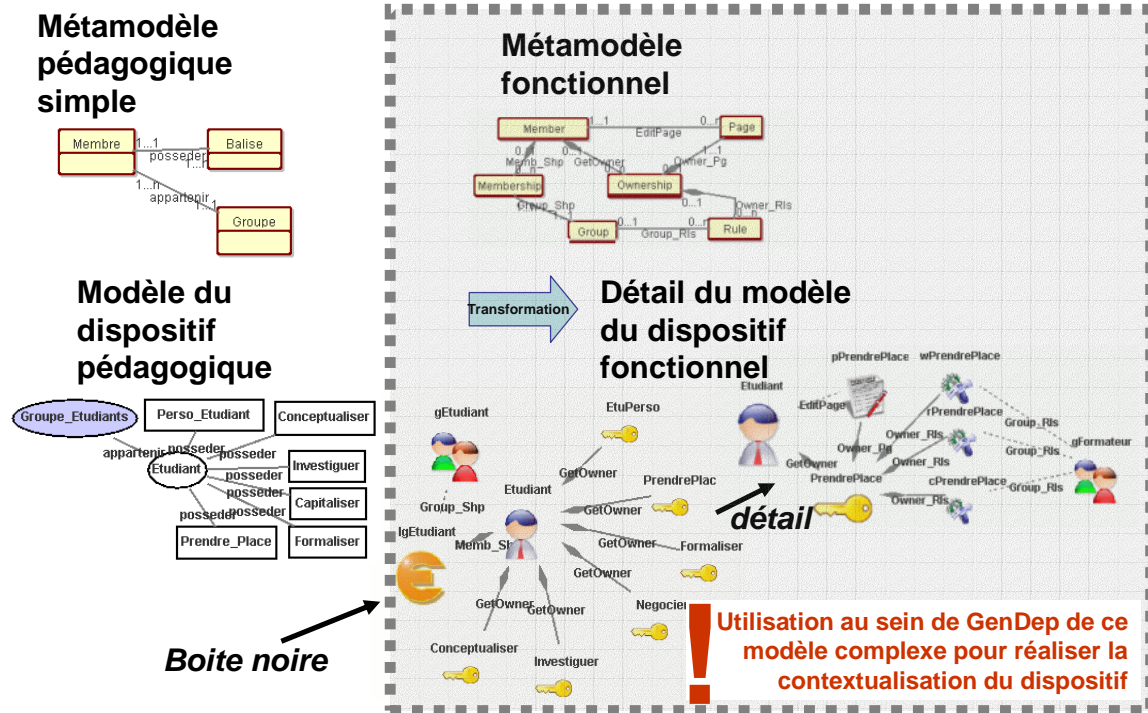 Métamodèle
pédagogique
simple
Membre
1...1
posseder
1...n
Balise
1...n
appartenir
1...1
Groupe
Métamodèle
fonctionnel
Member
1...1
EditPage
0...n
Page
Memb_Shp
GetOwner
1...1
Owner_Pg
Membership
Ownership
Group_Shp
0...1
Owner_Rls
0...n
Group
0...1
Group_Rls
0...n
Rule
Modèle du
dispositif
pédagogique
Transformation
Détail du modèle
du dispositif
fonctionnel
Groupe_Etudiants
Perso_Etudiant
Conceptualiser
appartenir
posseder
posseder
Etudiant
posseder
Investiguer
posseder
Capitaliser
posseder
posseder
Prendre_Place
Formaliser
gEtudiant
EtuPerso
GetOwner
Etudiant
PrendrePlac
Group_Shp
GetOwner
lgEtudiant
Memb_Sh
GetOwner
Formaliser
GetOwner
GetOwner
GetOwner
Negocier
Conceptualiser
Investiguer
détail
pPrendrePlace
wPrendrePlace
Etudiant
EditPage
rPrendrePlace
Group_Rls
Owner_Pg
Owner_Rls
gFormateur
GetOwner
Owner_Rls
Group_Rls
PrendrePlace
cPrendrePlace
Group_Rls
Owner_Rls
Boite noire
! Utilisation au sein de GenDep de ce
modèle complexe pour réaliser la
contextualisation du dispositif